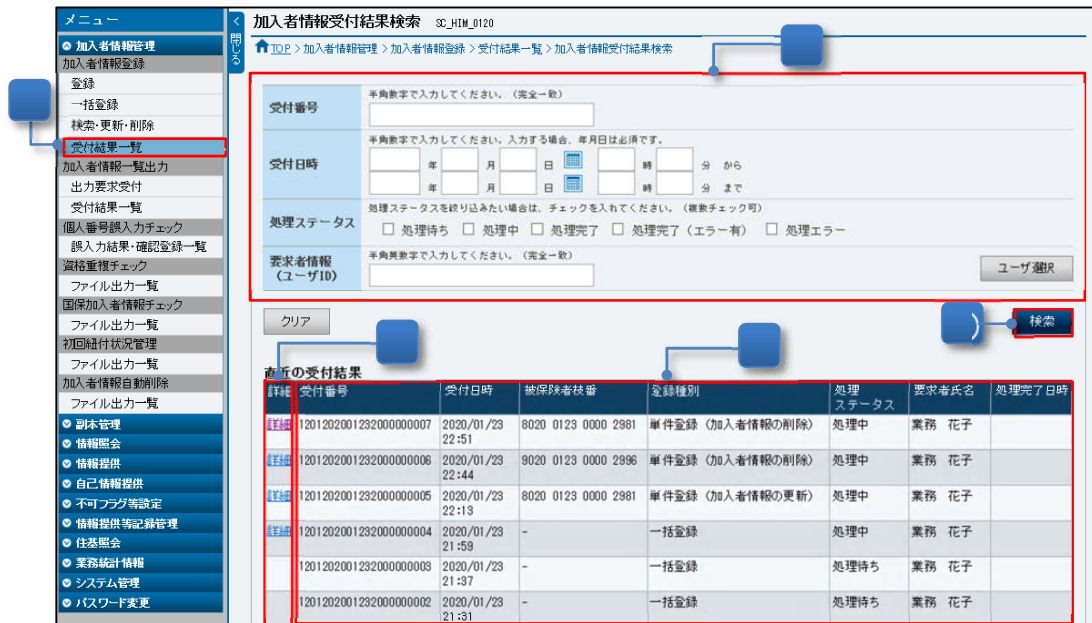 メニュー
加入者情報管理
加入者情報登録
登録
一括登録
検索・更新・削除
受付結果一覧
加入者情報一覧出力
出力要求受付
受付結果一覧
個人番号誤入力チェック
誤入力結果・確認登録一覧
資格重複チェック
ファイル出力一覧
国保加入者情報チェック
ファイル出力一覧
初回紐付状況管理
ファイル出力一覧
加入者情報自動削除
ファイル出力一覧
副本管理
情報照会
情報提供
自己情報提供
不可フラグ等設定
情報提供等記録管理
住基照会
業務統計情報
システム管理
パスワード変更
<
閉じる
加入者情報受付結果検索 SC_HIM_0120
TOP > 加入者情報管理 > 加入者情報登録 > 受付結果一覧 > 加入者情報受付結果検索
受付番号
半角数字で入力してください。（完全一致）
受付日時
半角数字で入力してください。入力する場合、年月日は必須です。
年 月 日 時 分 から
年 月 日 時 分 まで
処理ステータス
処理ステータスを絞り込みたい場合は、チェックを入れてください。（複数チェック可）
処理待ち 処理中 処理完了 処理完了（エラー有） 処理エラー
要求者情報
（ユーザID）
半角英数字で入力してください。（完全一致）
ユーザ選択
クリア
)
検索
直近の受付結果
詳細 受付番号 受付日時 被保険者枝番 登録種別 処理ステータス 要求者氏名 処理完了日時
詳細 1201202001232000000007 2020/01/23 22:51 8020 0123 0000 2981 単件登録（加入者情報の削除） 処理中 業務 花子
詳細 1201202001232000000006 2020/01/23 22:44 9020 0123 0000 2996 単件登録（加入者情報の削除） 処理中 業務 花子
詳細 1201202001232000000005 2020/01/23 22:13 8020 0123 0000 2981 単件登録（加入者情報の更新） 処理中 業務 花子
詳細 1201202001232000000004 2020/01/23 21:59 - 一括登録 処理中 業務 花子
1201202001232000000003 2020/01/23 21:37 - 一括登録 処理待ち 業務 花子
1201202001232000000002 2020/01/23 21:31 - 一括登録 処理待ち 業務 花子